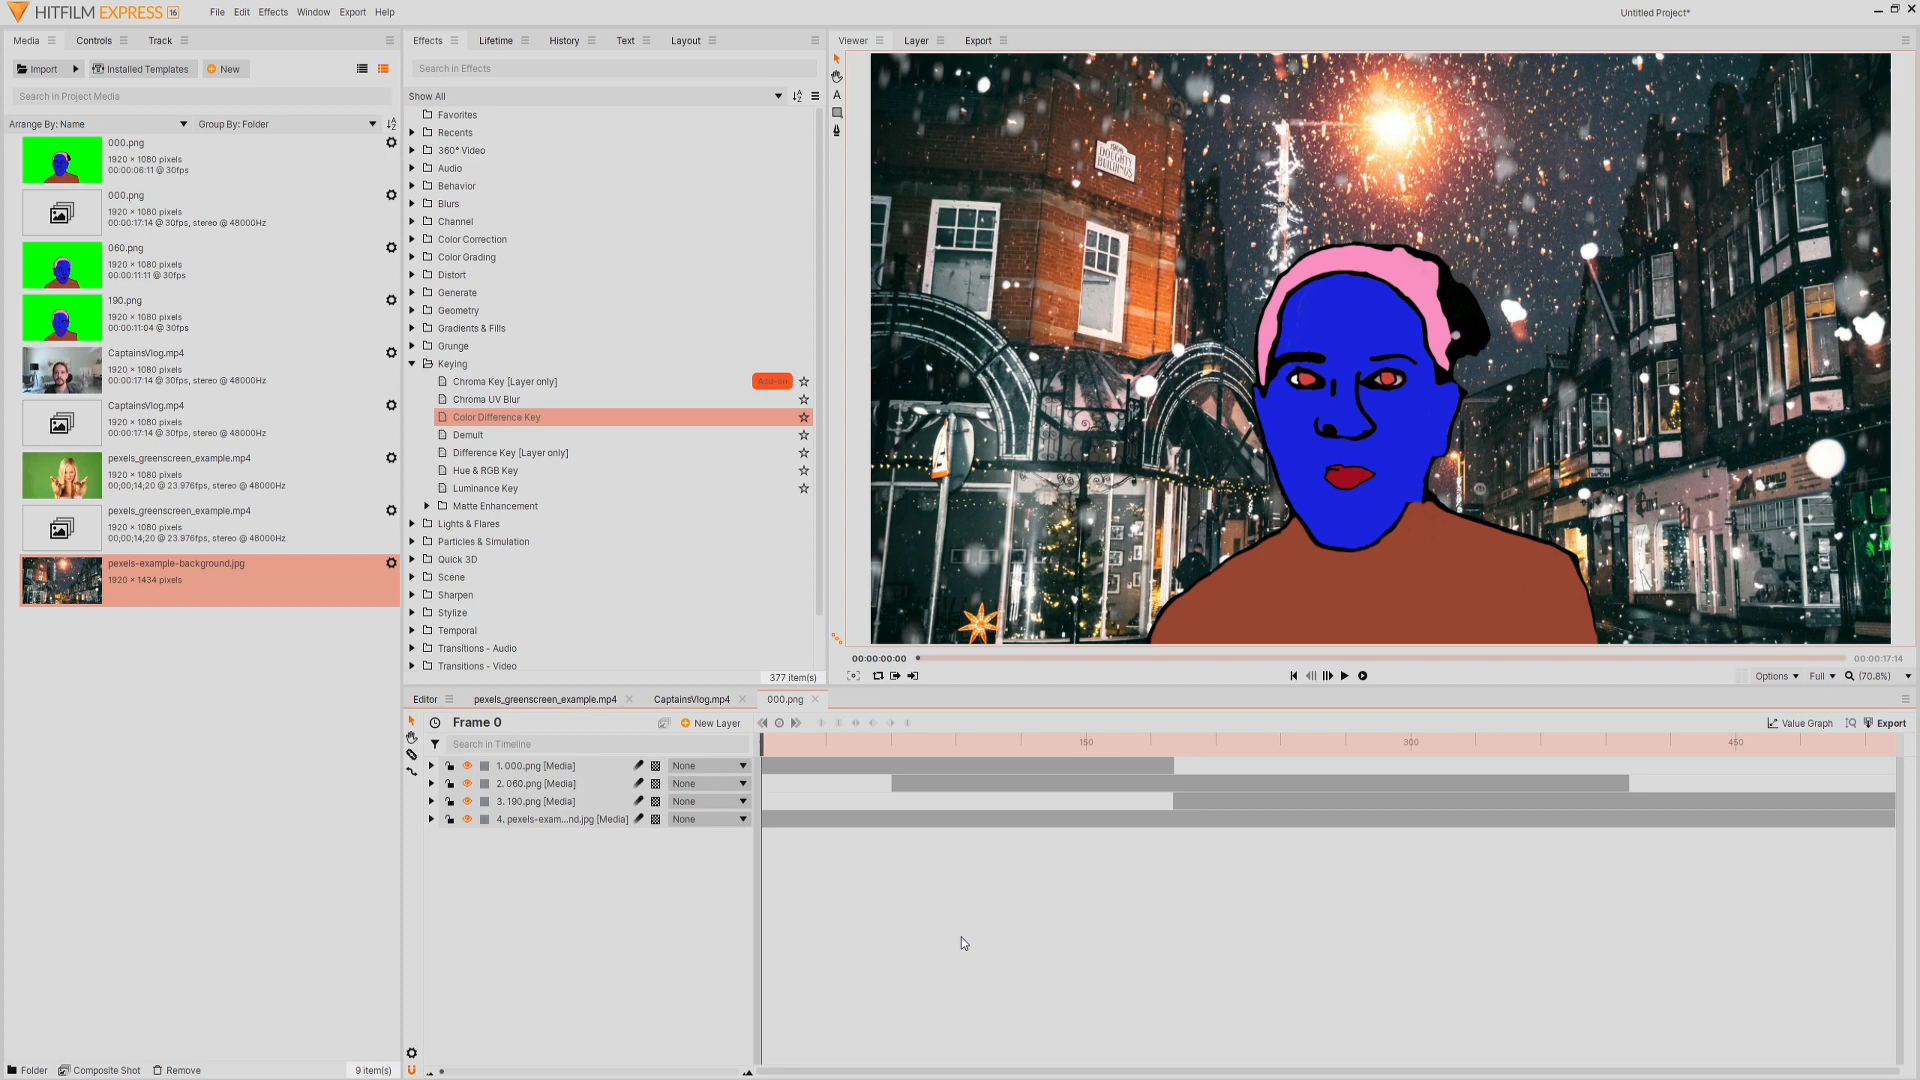 HITFILM EXPRESS 16
File Edit Effects Window Export Help
Untitled Project*
Media Controls Track
Import Installed Templates New
Search in Project Media
Arrange By: Name Group By: Folder
000.png
1920 × 1080 pixels
00:00:06:11 @ 30fps
000.png
1920 × 1080 pixels
00:00:17:14 @ 30fps, stereo @ 48000Hz
060.png
1920 × 1080 pixels
00:00:11:11 @ 30fps
190.png
1920 × 1080 pixels
00:00:11:04 @ 30fps
CaptainsVlog.mp4
1920 × 1080 pixels
00:00:17:14 @ 30fps, stereo @ 48000Hz
CaptainsVlog.mp4
1920 × 1080 pixels
00:00:17:14 @ 30fps, stereo @ 48000Hz
pexels_greenscreen_example.mp4
1920 × 1080 pixels
00;00;14;20 @ 23.976fps, stereo @ 48000Hz
pexels_greenscreen_example.mp4
1920 × 1080 pixels
00;00;14;20 @ 23.976fps, stereo @ 48000Hz
pexels-example-background.jpg
1920 × 1434 pixels
Folder Composite Shot Remove 9 item(s)
Effects Lifetime History Text Layout
Search in Effects
Show All
Favorites
Recents
360° Video
Audio
Behavior
Blurs
Channel
Color Correction
Color Grading
Distort
Generate
Geometry
Gradients & Fills
Grunge
Keying
Chroma Key [Layer only] Add-on
Chroma UV Blur
Color Difference Key
Demult
Difference Key [Layer only]
Hue & RGB Key
Luminance Key
Matte Enhancement
Lights & Flares
Particles & Simulation
Quick 3D
Scene
Sharpen
Stylize
Temporal
Transitions - Audio
Transitions - Video
377 item(s)
Viewer Layer Export
A
DOUGHTY
BUILDINGS
00:00:00:00 00:00:17:14
Options Full (70.8%)
Editor pexels_greenscreen_example.mp4 CaptainsVlog.mp4 000.png
Frame 0 New Layer Value Graph Export
Search in Timeline 150 300 450
1. 000.png [Media] None
2. 060.png [Media] None
3. 190.png [Media] None
4. pexels-exam...nd.jpg [Media] None